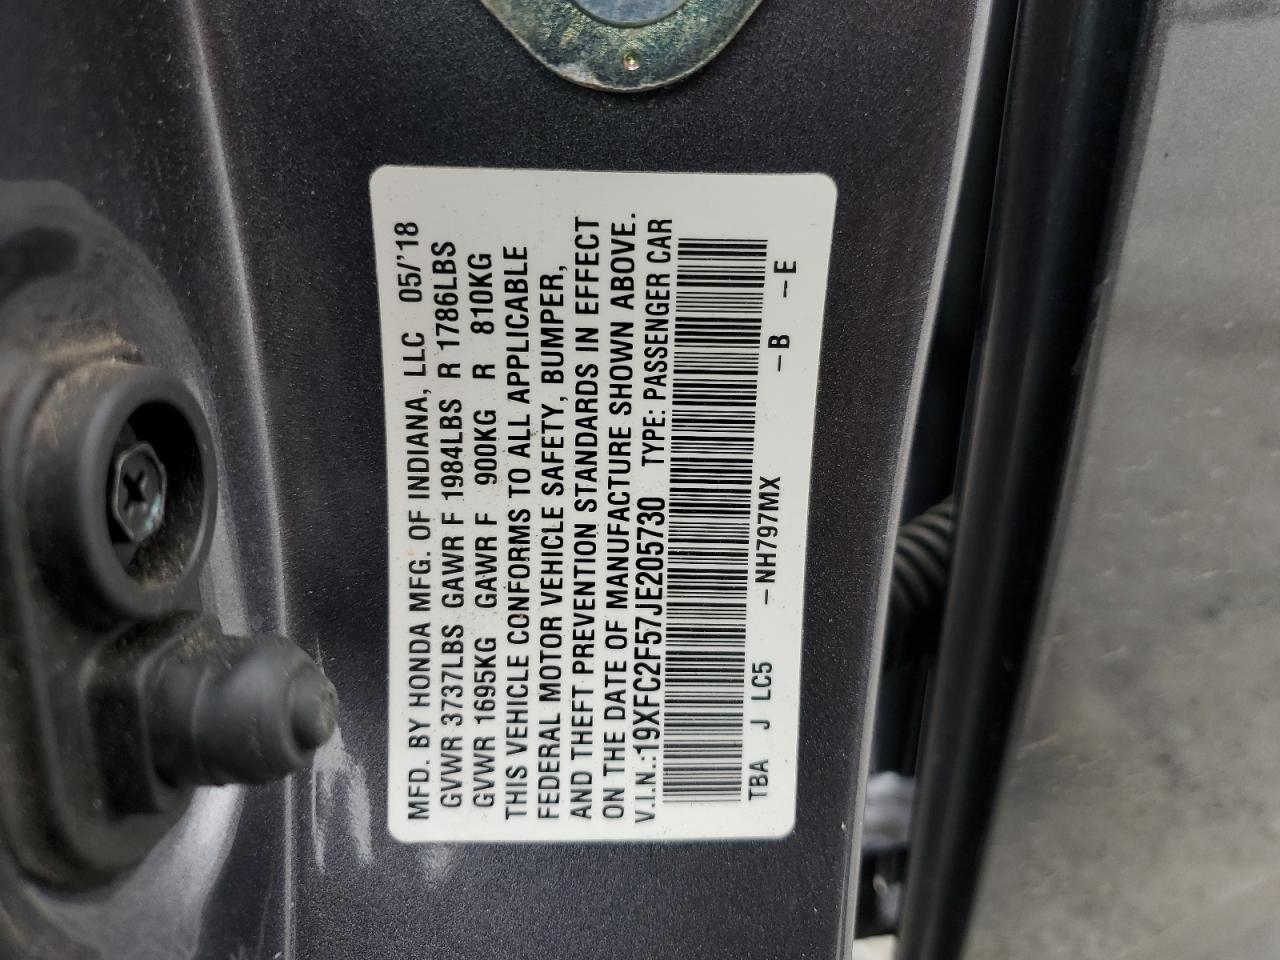 MFD. BY HONDA MFG. OF INDIANA, LLC 05/'18
GVWR 3737LBS GAWR F 1984LBS R 1786LBS
GVWR 1695KG GAWR F 900KG R 810KG
THIS VEHICLE CONFORMS TO ALL APPLICABLE
FEDERAL MOTOR VEHICLE SAFETY, BUMPER,
AND THEFT PREVENTION STANDARDS IN EFFECT
ON THE DATE OF MANUFACTURE SHOWN ABOVE.
V.I.N.:19XFC2F57JE205730 TYPE: PASSENGER CAR
TBA J LC5 –NH797MX –B –E